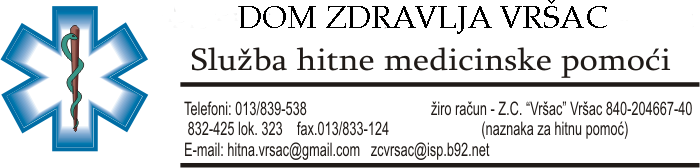 DOM ZDRAVLJA VRŠAC
Služba hitne medicinske pomoći
Telefoni: 013/839-538 žiro račun - Z.C. “Vršac” Vršac 840-204667-40
832-425 lok. 323 fax.013/833-124 (naznaka za hitnu pomoć)
E-mail: hitna.vrsac@gmail.com zcvrsac@isp.b92.net